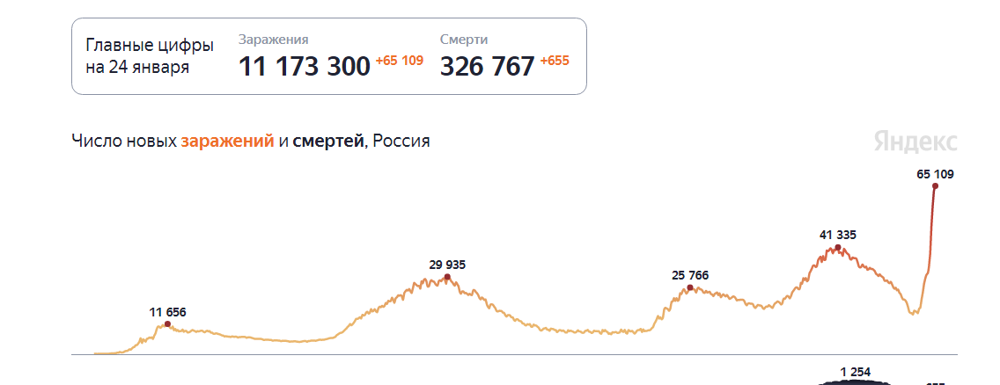 Главные цифры
на 24 января
Заражения
11 173 300 +65 109
Смерти
326 767 +655
Число новых заражений и смертей, Россия
Яндекс
65 109
41 335
29 935
25 766
11 656
1 254